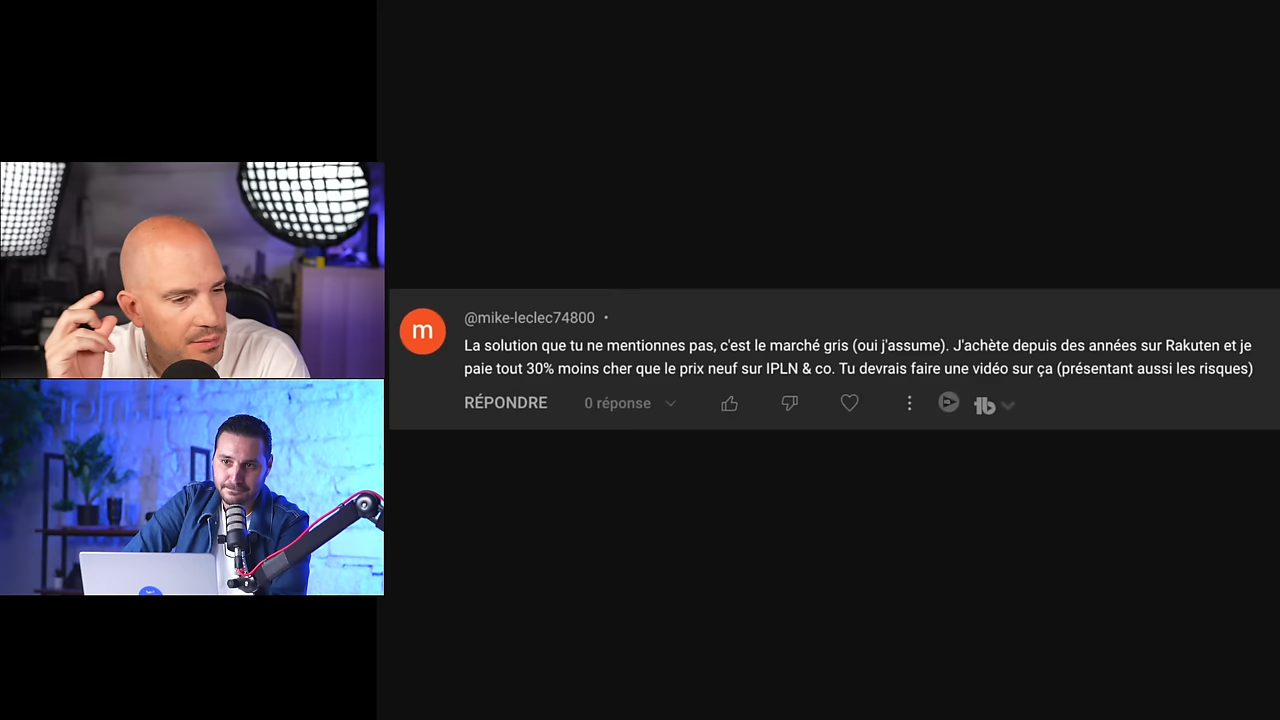 @mike-leclec74800 •
La solution que tu ne mentionnes pas, c'est le marché gris (oui j'assume). J'achète depuis des années sur Rakuten et je
paie tout 30% moins cher que le prix neuf sur IPLN & co. Tu devrais faire une vidéo sur ça (présentant aussi les risques)
RÉPONDRE 0 réponse
m